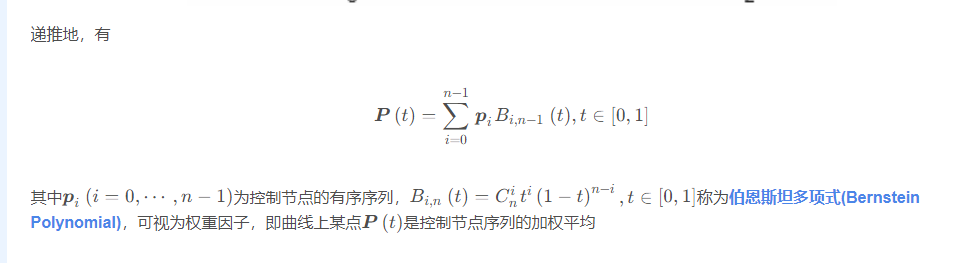 递推地，有
P (t) = ∑_{i=0}^{n−1} p_i B_{i,n−1} (t), t ∈ [0, 1]
其中p_i (i = 0, ⋯ , n − 1)为控制节点的有序序列，B_{i,n} (t) = C_n^i t^i (1 − t)^{n−i} , t ∈ [0, 1]称为伯恩斯坦多项式(Bernstein
Polynomial)，可视为权重因子，即曲线上某点P (t)是控制节点序列的加权平均